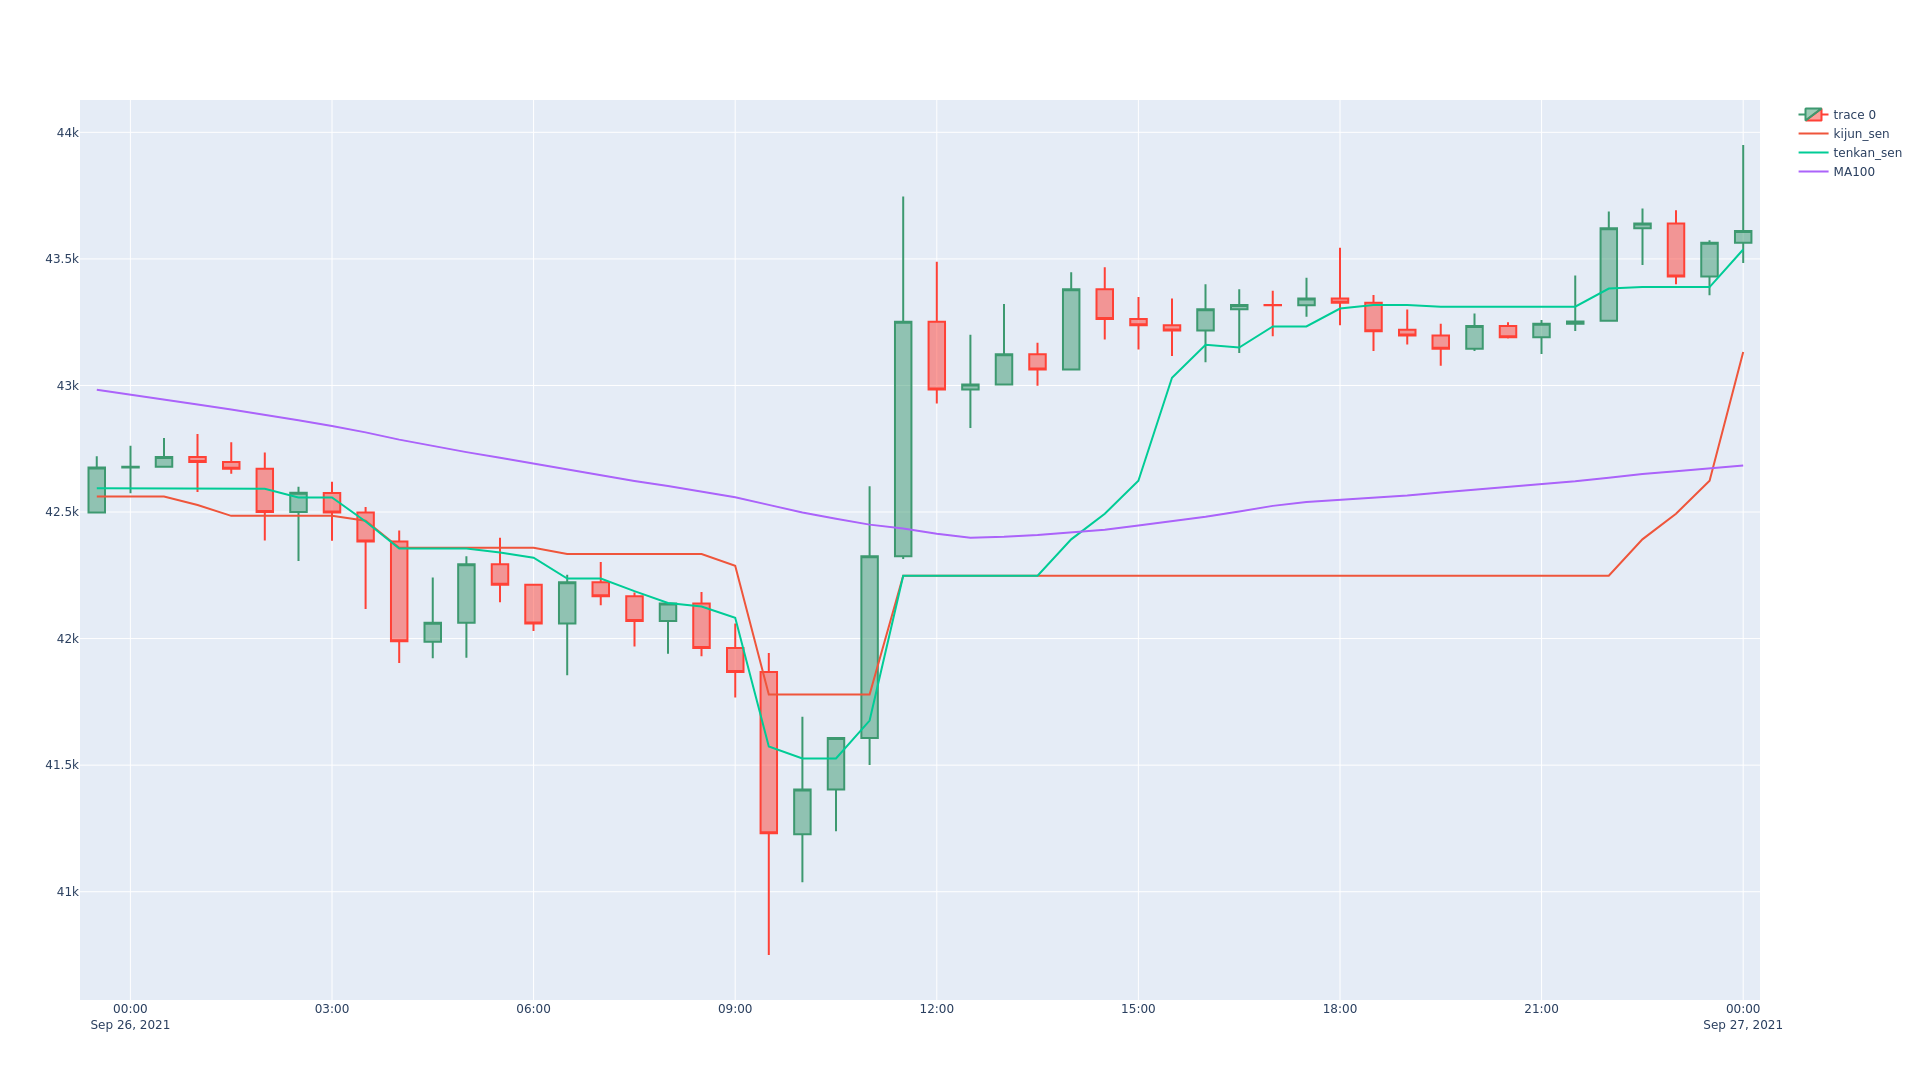 44k
43.5k
43k
42.5k
42k
41.5k
41k
00:00
Sep 26, 2021
03:00
06:00
09:00
12:00
15:00
18:00
21:00
00:00
Sep 27, 2021
trace 0
kijun_sen
tenkan_sen
MA100